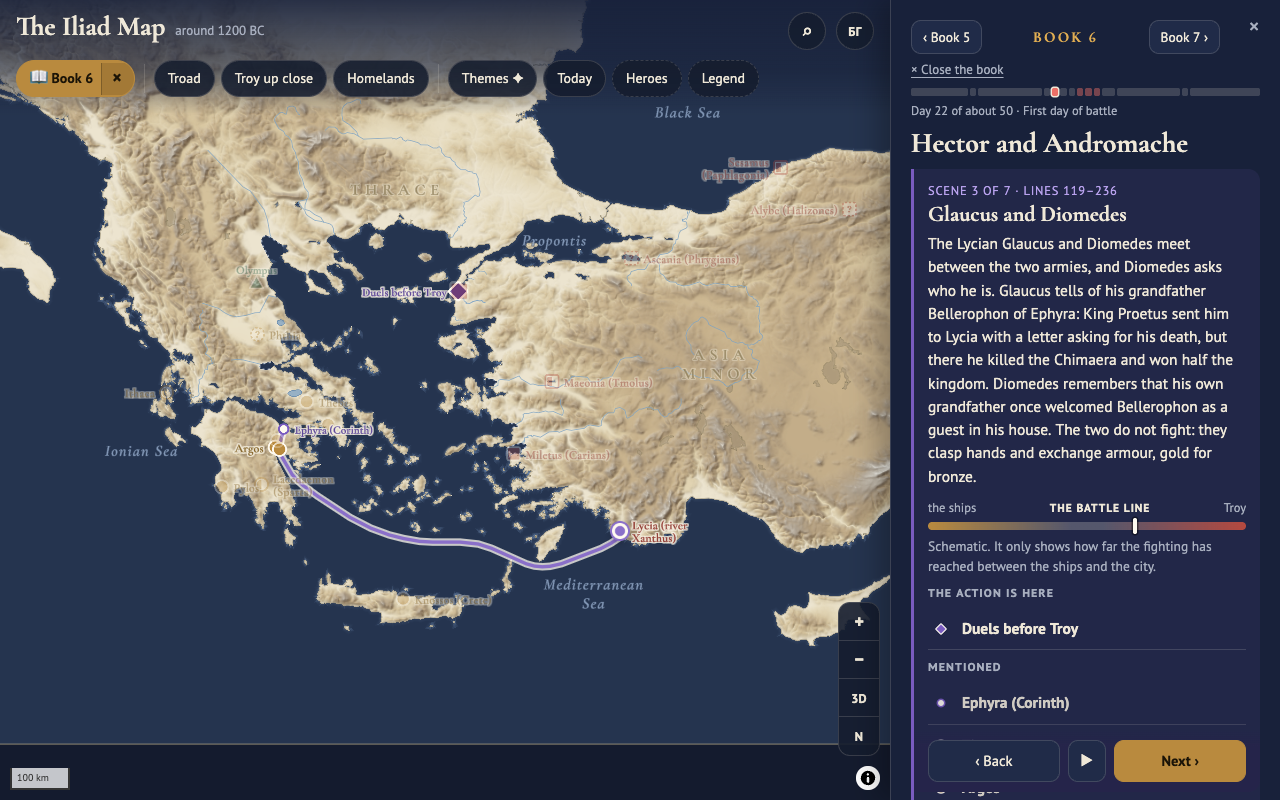 The Iliad Map around 1200 BC
БГ
Book 6 ×
Troad
Troy up close
Homelands
Themes
Today
Heroes
Legend
Black Sea
THRACE
Alybe (Halizones)
Propontis
Ascania (Phrygians)
Olympus
Duels before Troy
ASIA
MINOR
Maeonia (Tmolus)
Ephyra (Corinth)
Argos
Ionian Sea
Miletus (Carians)
Lycia (river
Xanthus)
Mediterranean
Sea
+
−
3D
N
100 km
‹ Book 5
BOOK 6
Book 7 ›
×
× Close the book
Day 22 of about 50 · First day of battle
Hector and Andromache
SCENE 3 OF 7 · LINES 119–236
Glaucus and Diomedes
The Lycian Glaucus and Diomedes meet
between the two armies, and Diomedes asks
who he is. Glaucus tells of his grandfather
Bellerophon of Ephyra: King Proetus sent him
to Lycia with a letter asking for his death, but
there he killed the Chimaera and won half the
kingdom. Diomedes remembers that his own
grandfather once welcomed Bellerophon as a
guest in his house. The two do not fight: they
clasp hands and exchange armour, gold for
bronze.
the ships THE BATTLE LINE Troy
Schematic. It only shows how far the fighting has
reached between the ships and the city.
THE ACTION IS HERE
Duels before Troy
MENTIONED
Ephyra (Corinth)
‹ Back
Next ›